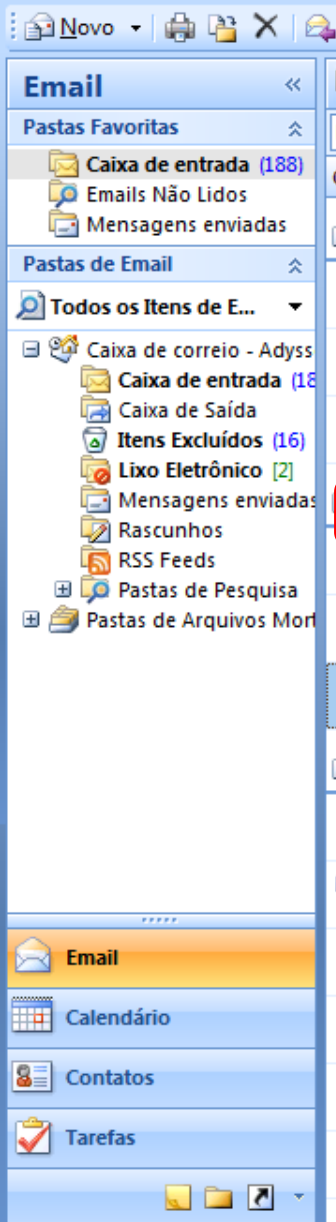 Novo
Email
Pastas Favoritas
Caixa de entrada (188)
Emails Não Lidos
Mensagens enviadas
Pastas de Email
Todos os Itens de E...
Caixa de correio - Adyss
Caixa de entrada (18
Caixa de Saída
Itens Excluídos (16)
Lixo Eletrônico [2]
Mensagens enviadas
Rascunhos
RSS Feeds
Pastas de Pesquisa
Pastas de Arquivos Mort
Email
Calendário
Contatos
Tarefas